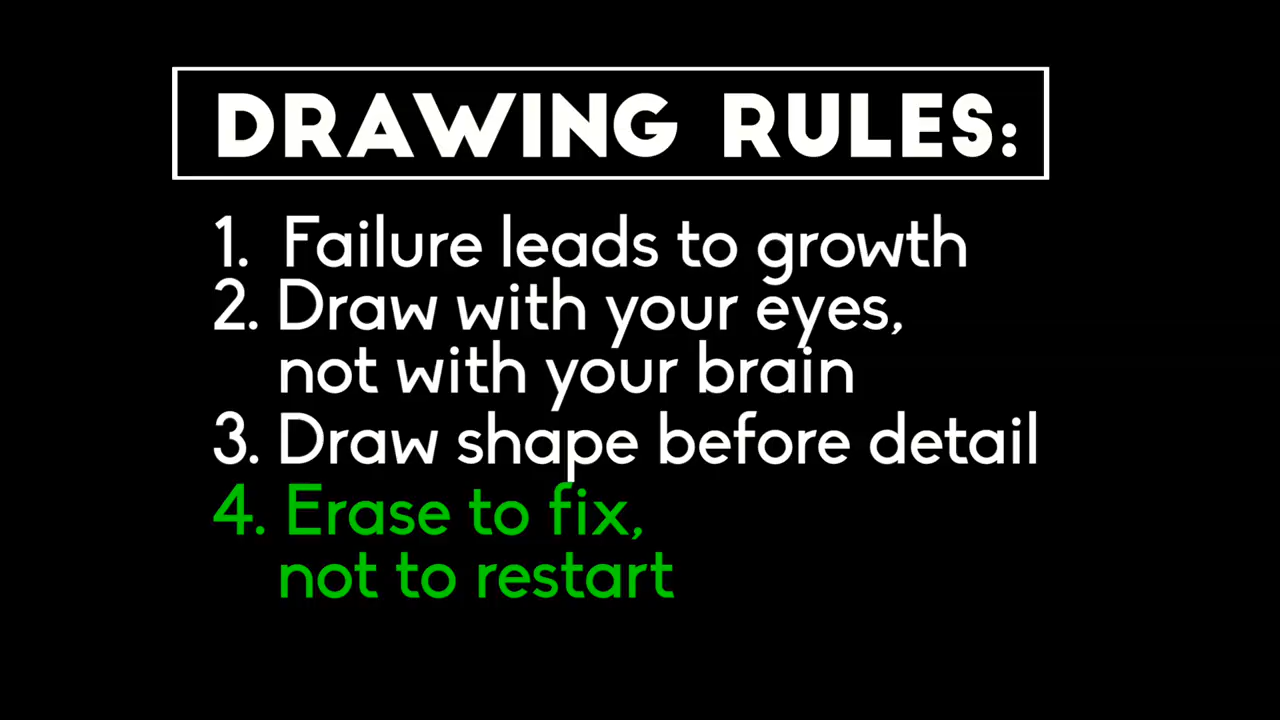 DRAWING RULES:
1. Failure leads to growth
2. Draw with your eyes,
not with your brain
3. Draw shape before detail
4. Erase to fix,
not to restart